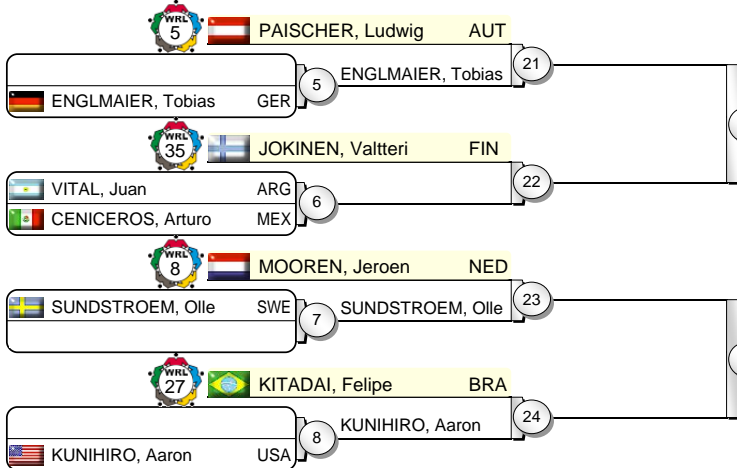 WRL
5
PAISCHER, Ludwig AUT
21
5
ENGLMAIER, Tobias
ENGLMAIER, Tobias GER
WRL
35
JOKINEN, Valtteri FIN
22
VITAL, Juan ARG
6
CENICEROS, Arturo MEX
WRL
8
MOOREN, Jeroen NED
23
SUNDSTROEM, Olle SWE
7
SUNDSTROEM, Olle
WRL
27
KITADAI, Felipe BRA
24
8
KUNIHIRO, Aaron
KUNIHIRO, Aaron USA